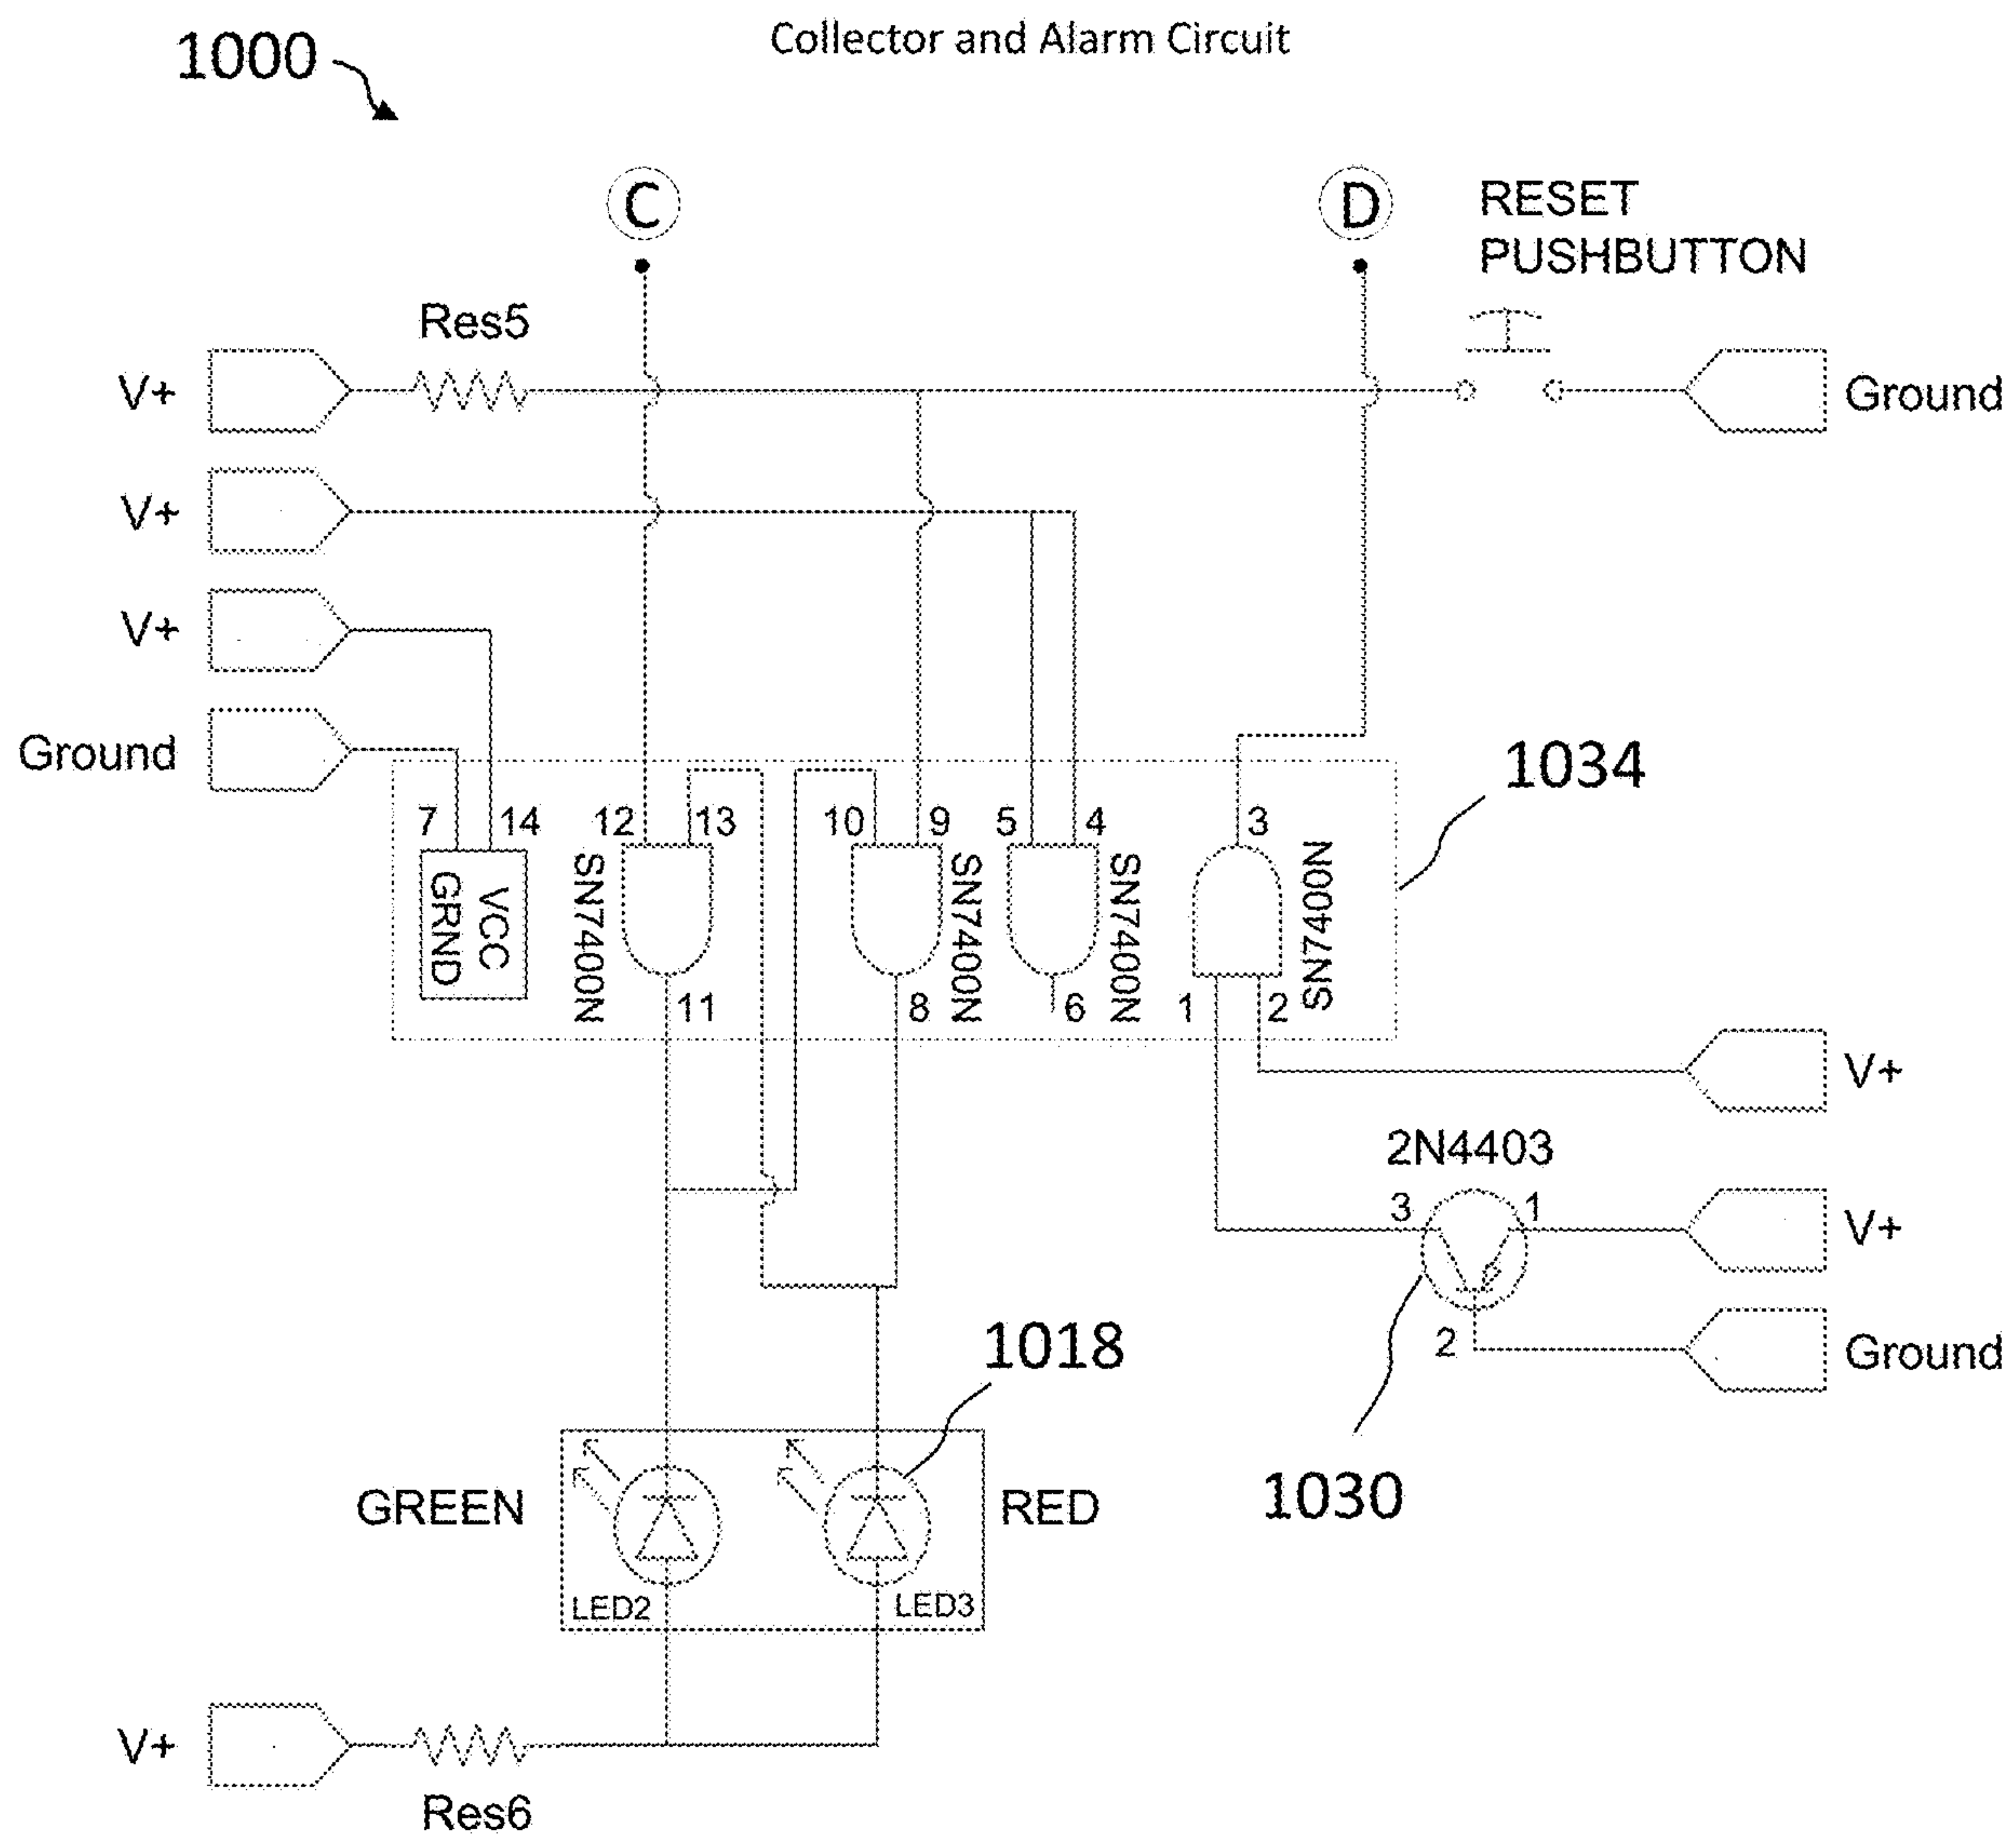 Collector and Alarm Circuit
1000
C
D
RESET
PUSHBUTTON
Res5
V+
Ground
V+
V+
Ground
1034
7
14
12
13
10
9
5
4
3
GRND
VCC
SN7400N
SN7400N
SN7400N
SN7400N
11
8
6
1
2
V+
2N4403
3
1
V+
2
Ground
1018
1030
GREEN
RED
LED2
LED3
V+
Res6